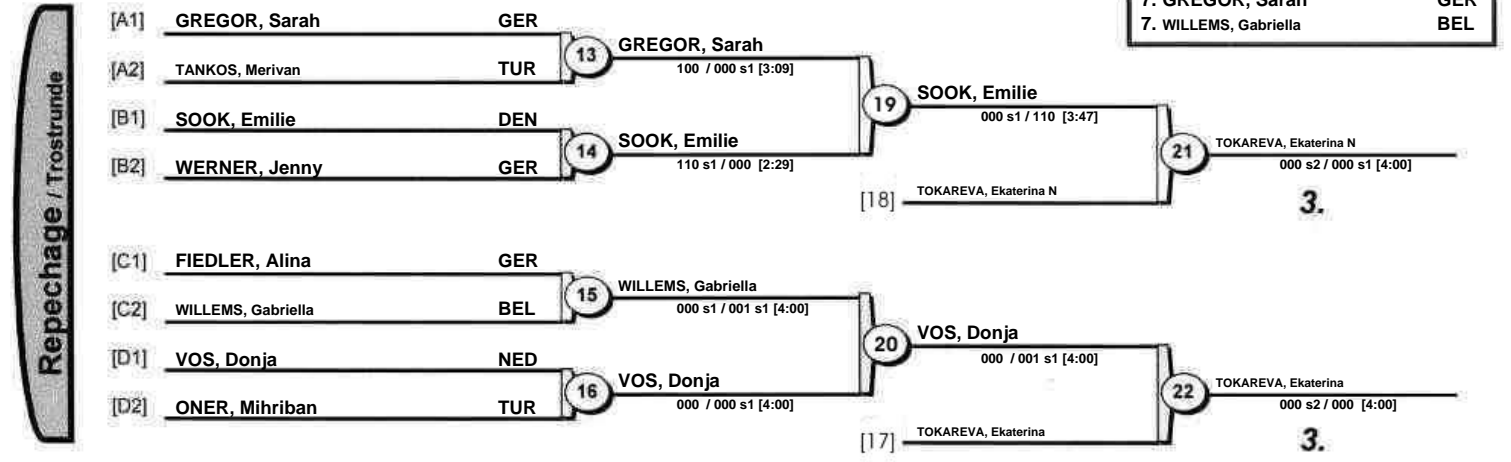 7. GREGOR, Sarah GER
7. WILLEMS, Gabriella BEL
Repechage / Trostrunde
[A1] GREGOR, Sarah GER
[A2] TANKOS, Merivan TUR
13 GREGOR, Sarah
100 / 000 s1 [3:09]
[B1] SOOK, Emilie DEN
[B2] WERNER, Jenny GER
14 SOOK, Emilie
110 s1 / 000 [2:29]
19 SOOK, Emilie
000 s1 / 110 [3:47]
[18] TOKAREVA, Ekaterina N
21 TOKAREVA, Ekaterina N
000 s2 / 000 s1 [4:00]
3.
[C1] FIEDLER, Alina GER
[C2] WILLEMS, Gabriella BEL
15 WILLEMS, Gabriella
000 s1 / 001 s1 [4:00]
[D1] VOS, Donja NED
[D2] ONER, Mihriban TUR
16 VOS, Donja
000 / 000 s1 [4:00]
20 VOS, Donja
000 / 001 s1 [4:00]
[17] TOKAREVA, Ekaterina
22 TOKAREVA, Ekaterina
000 s2 / 000 [4:00]
3.